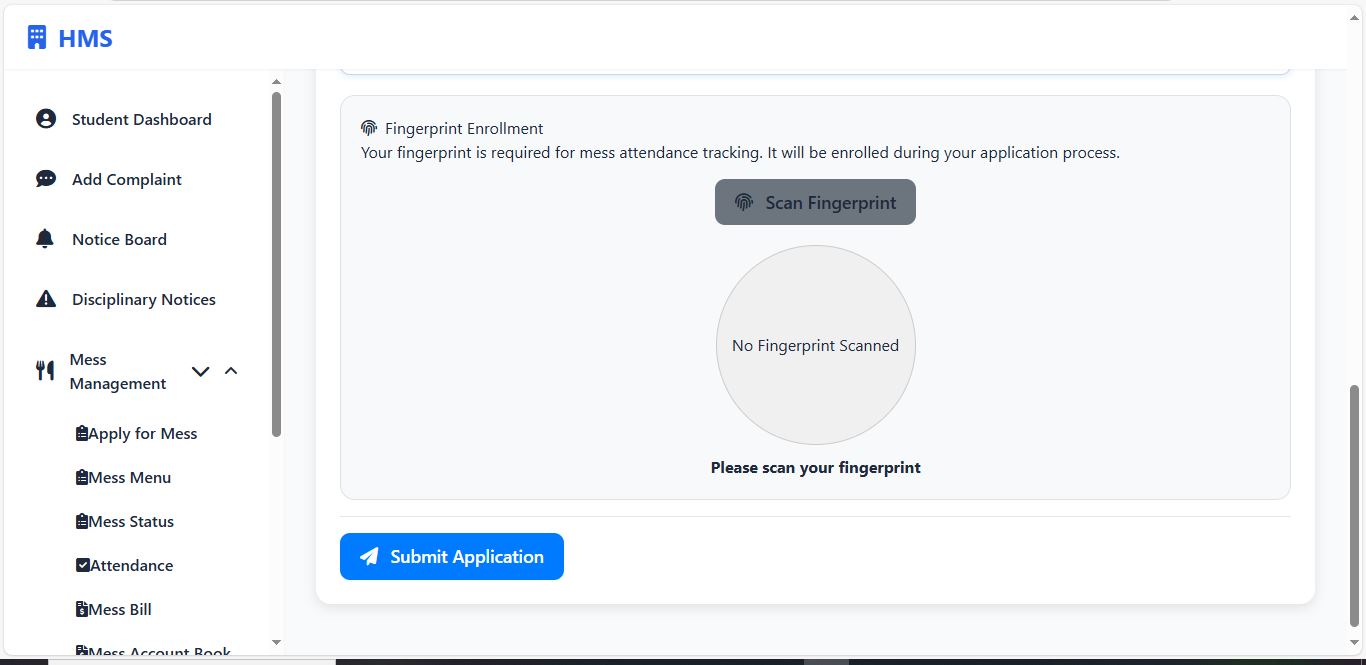 HMS
Student Dashboard
Add Complaint
Notice Board
Disciplinary Notices
Mess
Management
Apply for Mess
Mess Menu
Mess Status
Attendance
Mess Bill
Mess Account Book
Fingerprint Enrollment
Your fingerprint is required for mess attendance tracking. It will be enrolled during your application process.
Scan Fingerprint
No Fingerprint Scanned
Please scan your fingerprint
Submit Application